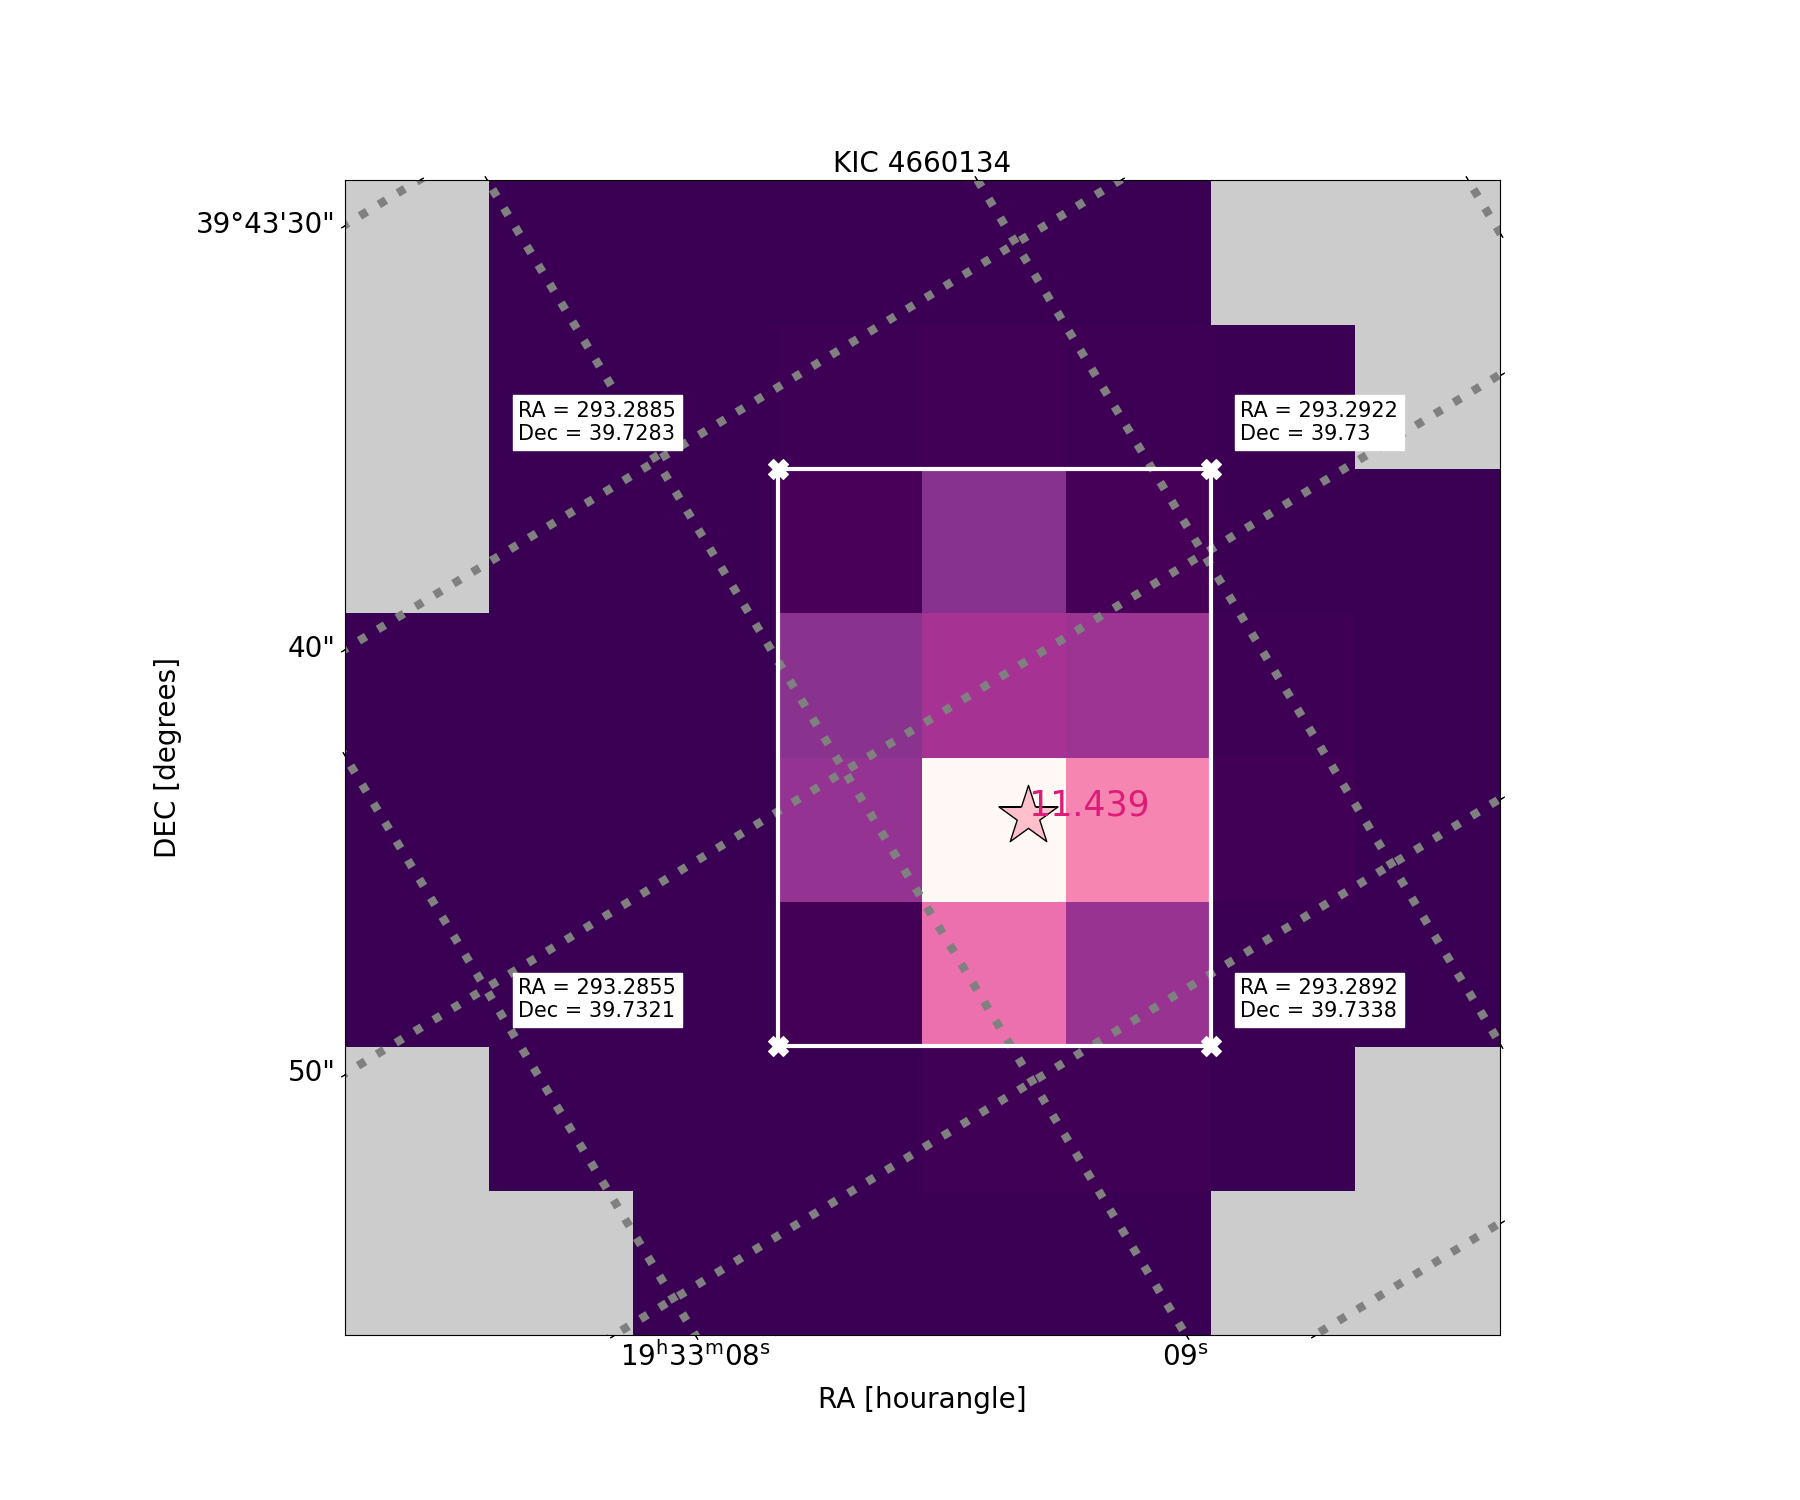 KIC 4660134
39°43'30"
RA = 293.2885
Dec = 39.7283
RA = 293.2922
Dec = 39.73
40"
DEC [degrees]
11.439
RA = 293.2855
Dec = 39.7321
RA = 293.2892
Dec = 39.7338
50"
19ʰ33ᵐ08ˢ
09ˢ
RA [hourangle]